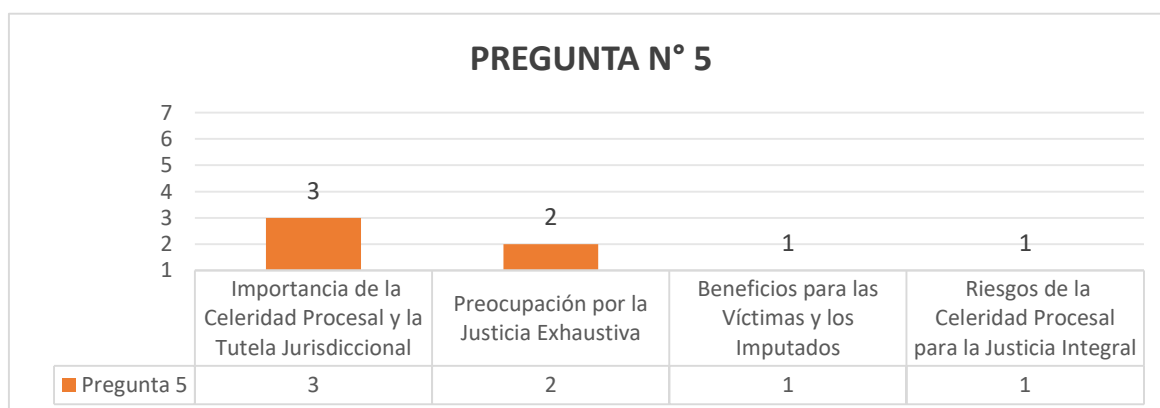 PREGUNTA N° 5
7
6
5
4
3
2
1
3
2
1
1
Importancia de la
Celeridad Procesal y la
Tutela Jurisdiccional
Preocupación por la
Justicia Exhaustiva
Beneficios para las
Víctimas y los
Imputados
Riesgos de la
Celeridad Procesal
para la Justicia Integral
Pregunta 5
3
2
1
1